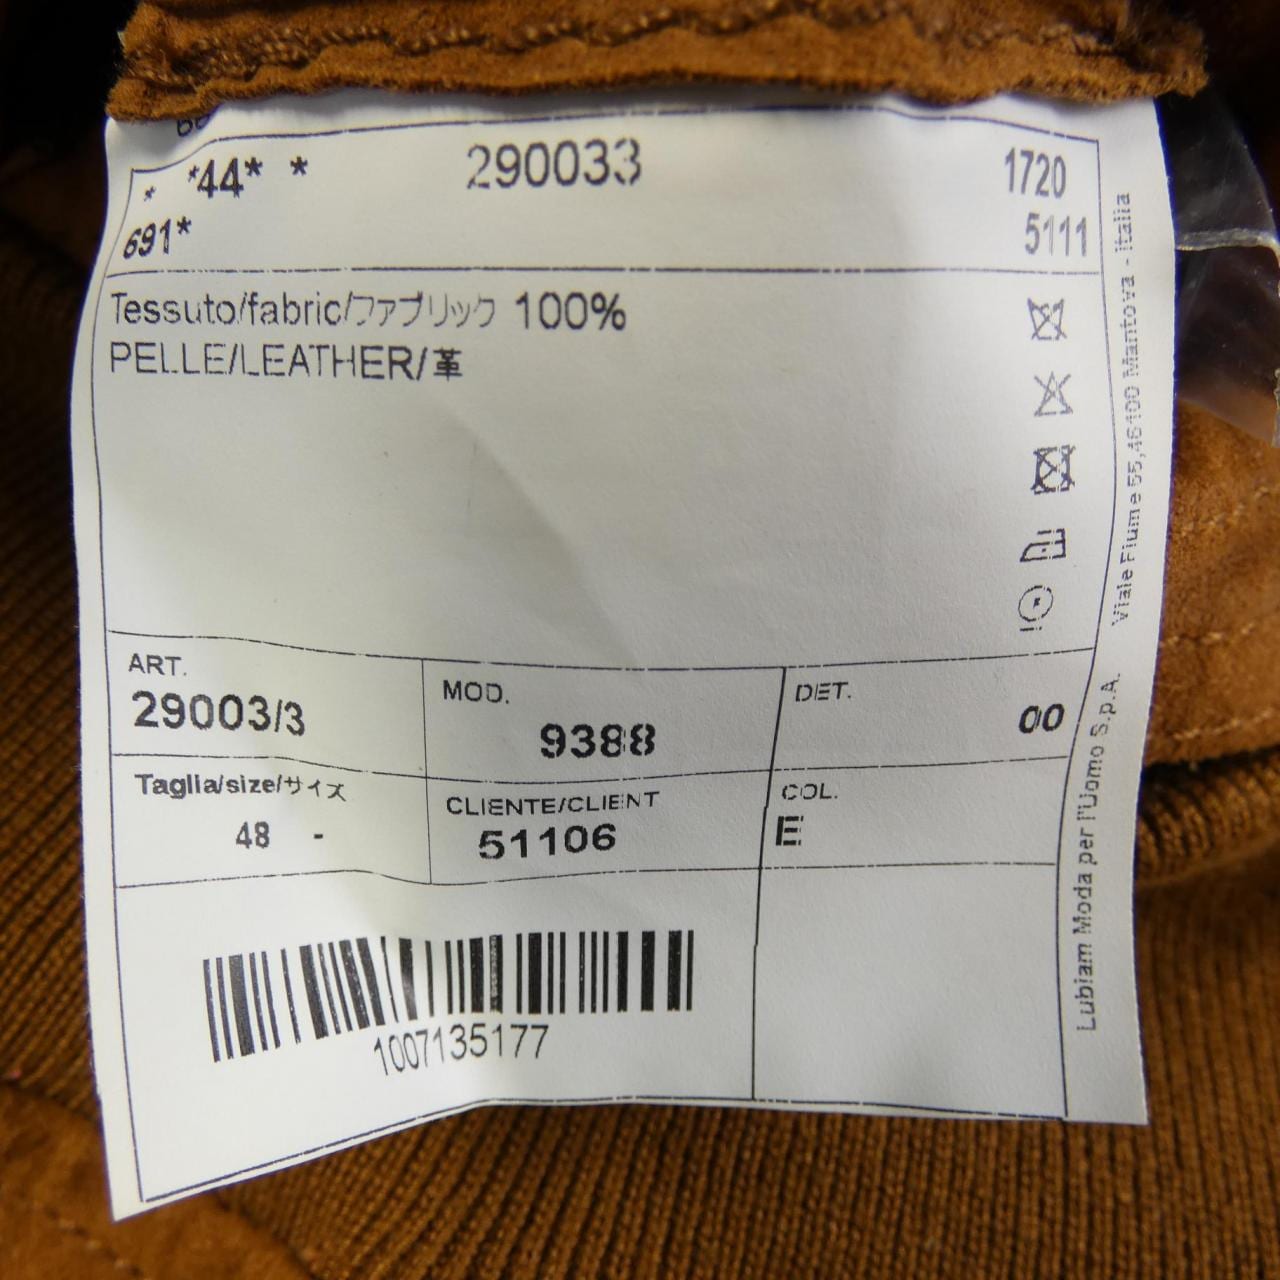 * *44* * 290033 1720
691* 5111
Tessuto/fabric/ファブリック 100%
PELLE/LEATHER/革
ART.
29003/3
MOD.
9388
DET.
00
Taglia/size/サイズ
48 -
CLIENTE/CLIENT
51106
COL.
E
1007135177
Lubiam Moda per l'Uomo S.p.A. Viale Fiume 55, 46100 Mantova - Italia